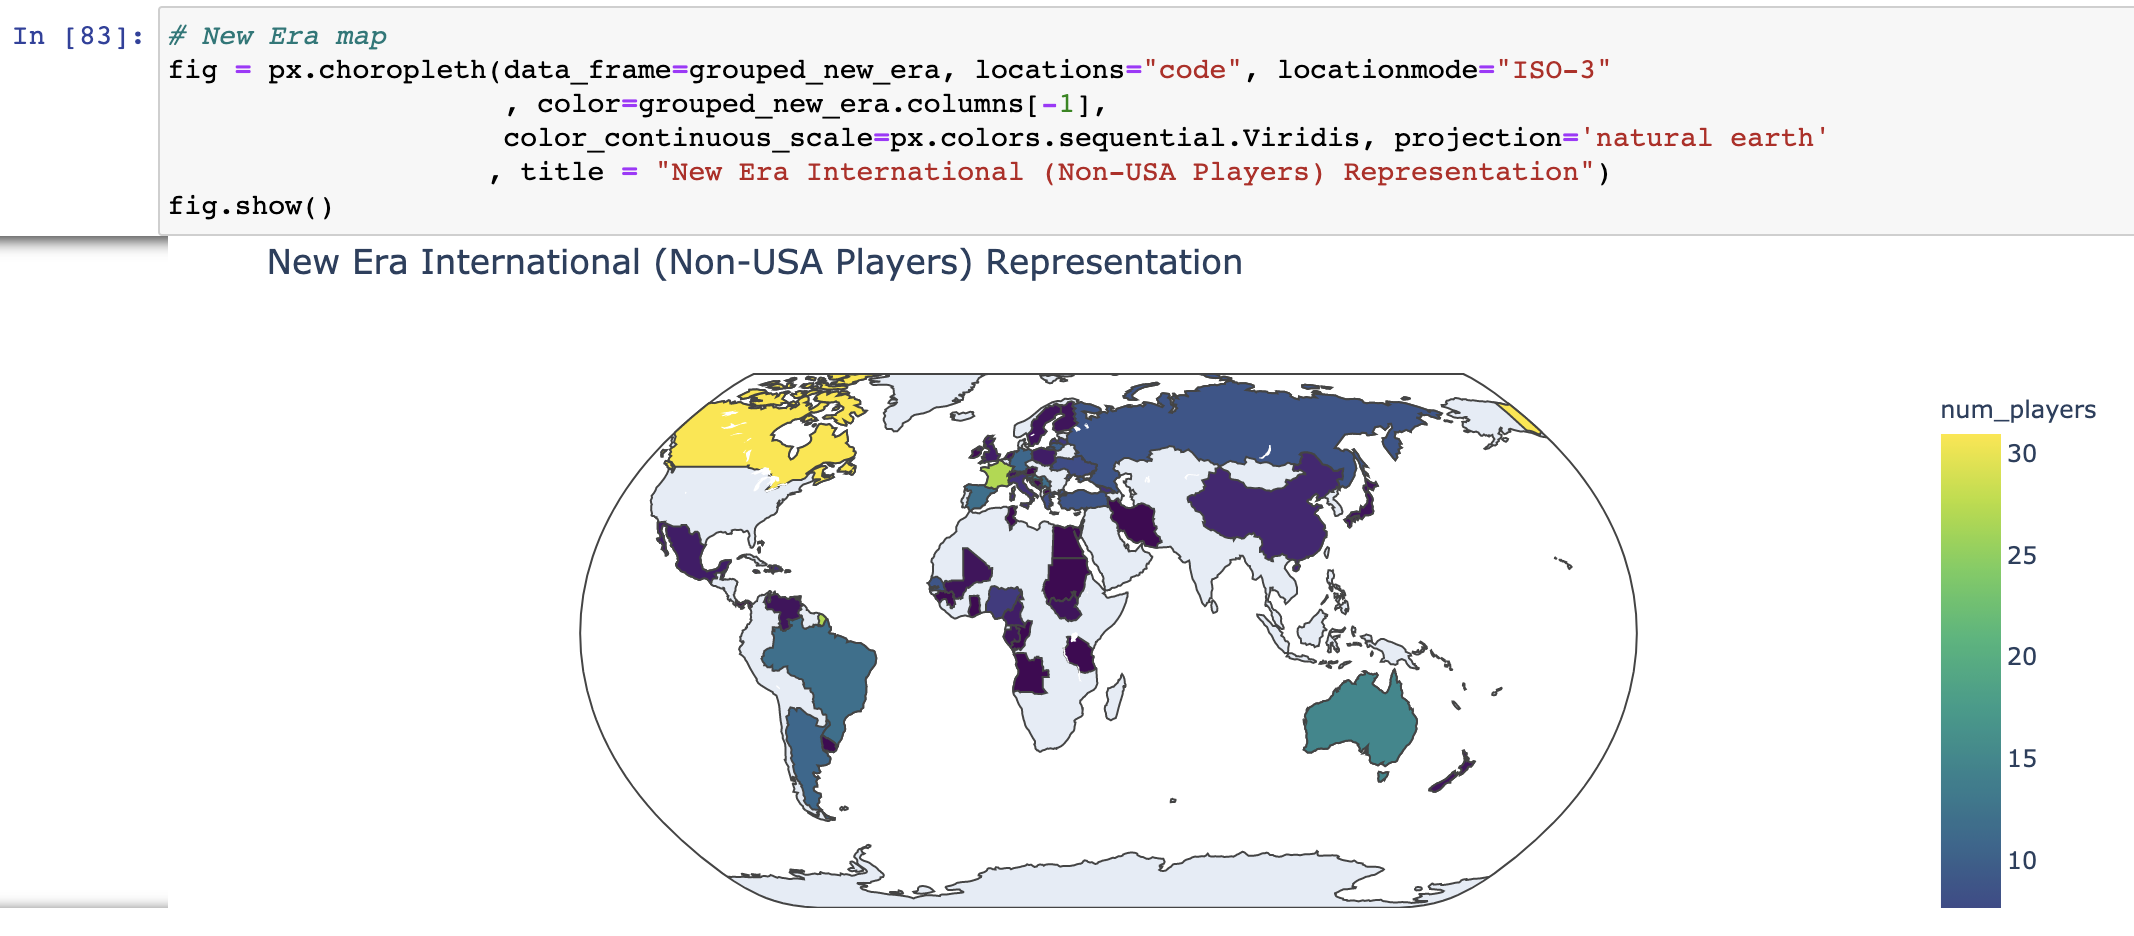 In [83]: # New Era map
fig = px.choropleth(data_frame=grouped_new_era, locations="code", locationmode="ISO-3"
, color=grouped_new_era.columns[-1],
color_continuous_scale=px.colors.sequential.Viridis, projection='natural earth'
, title = "New Era International (Non-USA Players) Representation")
fig.show()
New Era International (Non-USA Players) Representation
num_players
30
25
20
15
10